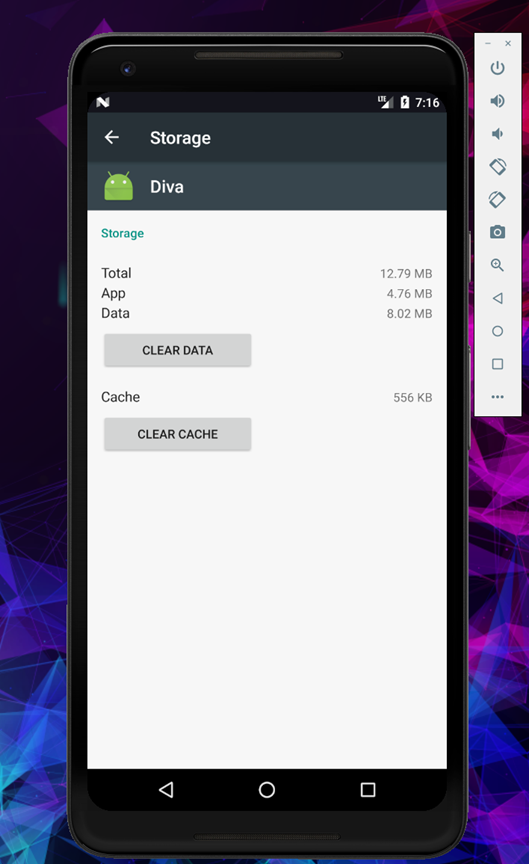 LTE 7:16
Storage
Diva
Storage
Total 12.79 MB
App 4.76 MB
Data 8.02 MB
CLEAR DATA
Cache 556 KB
CLEAR CACHE